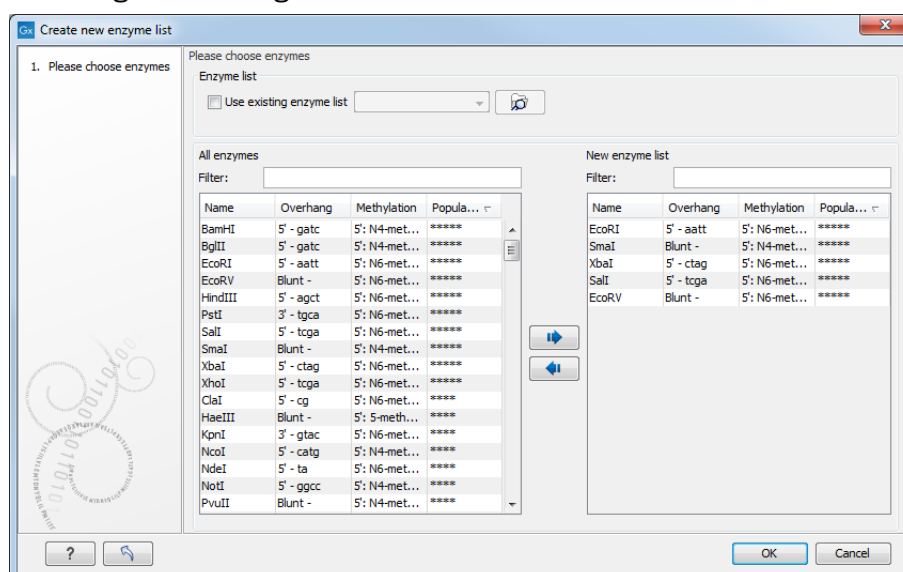 Gx Create new enzyme list
1. Please choose enzymes
Please choose enzymes
Enzyme list
Use existing enzyme list
All enzymes
Filter:
Name Overhang Methylation Popula...
BamHI 5' - gatc 5': N4-met... *****
BglII 5' - gatc 5': N4-met... *****
EcoRI 5' - aatt 5': N6-met... *****
EcoRV Blunt - 5': N6-met... *****
HindIII 5' - agct 5': N6-met... *****
PstI 3' - tgca 5': N6-met... *****
SalI 5' - tcga 5': N6-met... *****
SmaI Blunt - 5': N4-met... *****
XbaI 5' - ctag 5': N6-met... *****
XhoI 5' - tcga 5': N6-met... *****
ClaI 5' - cg 5': N6-met... ****
HaeIII Blunt - 5': 5-meth... ****
KpnI 3' - gtac 5': N6-met... ****
NcoI 5' - catg 5': N4-met... ****
NdeI 5' - ta 5': N6-met... ****
NotI 5' - ggcc 5': N4-met... ****
PvuII Blunt - 5': N4-met... ****
New enzyme list
Filter:
Name Overhang Methylation Popula...
EcoRI 5' - aatt 5': N6-met... *****
SmaI Blunt - 5': N4-met... *****
XbaI 5' - ctag 5': N6-met... *****
SalI 5' - tcga 5': N6-met... *****
EcoRV Blunt - 5': N6-met... *****
?
OK
Cancel